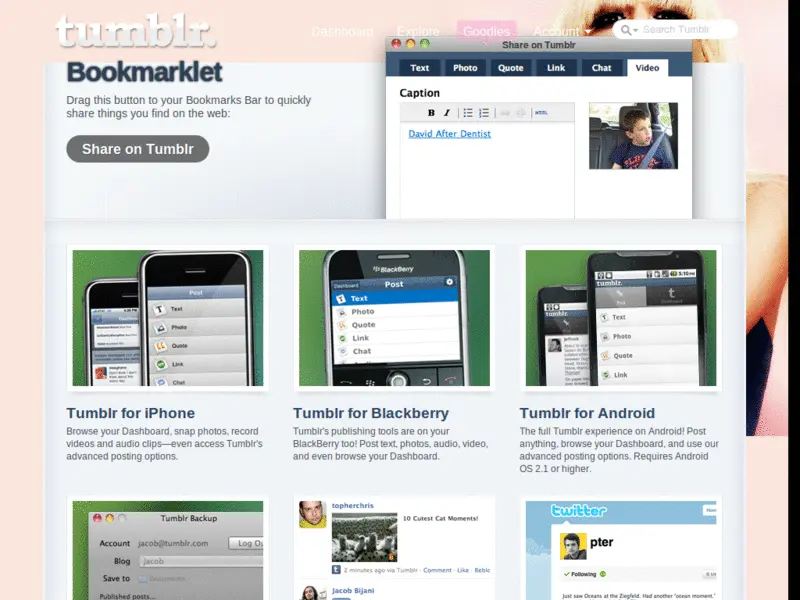 tumblr.
Dashboard Explore Goodies Account Search Tumblr
Bookmarklet
Drag this button to your Bookmarks Bar to quickly
share things you find on the web:
Share on Tumblr
Share on Tumblr
Text Photo Quote Link Chat Video
Caption
B I HTML
David After Dentist
Post
Text
Photo
Quote
Link
Chat
BlackBerry
Dashboard Post
Text
Photo
Quote
Link
Chat
5:10 PM
tumblr.
Post Dashboard
Text
Photo
Quote
Link
Tumblr for iPhone
Browse your Dashboard, snap photos, record
videos and audio clips—even access Tumblr's
advanced posting options.
Tumblr for Blackberry
Tumblr's publishing tools are on your
BlackBerry too! Post text, photos, audio, video,
and even browse your Dashboard.
Tumblr for Android
The full Tumblr experience on Android! Post
anything, browse your Dashboard, and use our
advanced posting options. Requires Android
OS 2.1 or higher.
Tumblr Backup
Account jacob@tumblr.com Log Ou
Blog Jacob
Save to Documents
Published posts...
topherchris
10 Cutest Cat Moments!
2 minutes ago via Tumblr · Comment · Like · Reblo
Jacob Bijani
twitter
pter
Following
Just saw Oceans at the Ziegfeld. Had another "ocean moment."